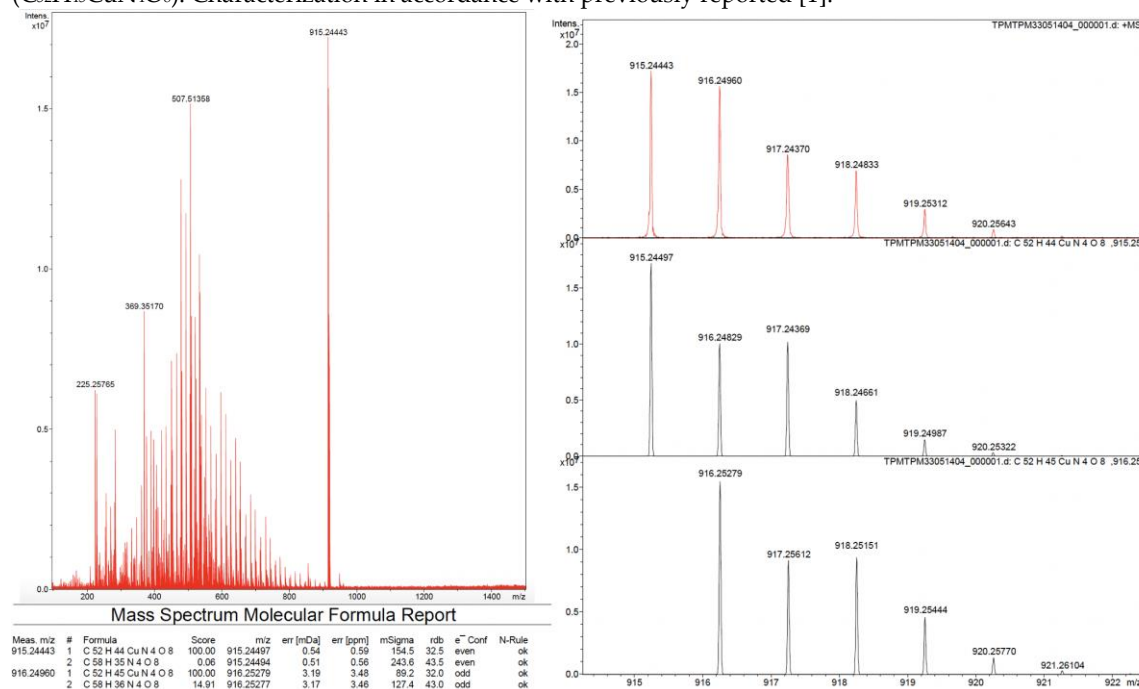 (C₅₂H₄₅CuN₄O₈). Characterization in accordance with previously reported [1].
Intens.
x10⁷
915.24443
507.51358
369.35170
225.25765
1.5
1.0
0.5
0.0
200 400 600 800 1000 1200 1400 m/z
Intens.
x10⁷
TPMTPM33051404_000001.d: +MS
2.0
1.5
1.0
0.5
0.0
915.24443
916.24960
917.24370
918.24833
919.25312
920.25643
x10⁷
TPMTPM33051404_000001.d: C 52 H 44 Cu N 4 O 8 ,915.25
1.5
1.0
0.5
0.0
915.24497
916.24829
917.24369
918.24661
919.24987
920.25322
TPMTPM33051404_000001.d: C 52 H 45 Cu N 4 O 8 ,916.25
1.5
1.0
0.5
0.0
916.25279
917.25612
918.25151
919.25444
920.25770
921.26104
915 916 917 918 919 920 921 922 m/z
Mass Spectrum Molecular Formula Report
Meas. m/z # Formula Score m/z err [mDa] err [ppm] mSigma rdb e⁻ Conf N-Rule
915.24443 1 C 52 H 44 Cu N 4 O 8 100.00 915.24497 0.54 0.59 154.5 32.5 even ok
2 C 58 H 35 N 4 O 8 0.06 915.24494 0.51 0.56 243.6 43.5 even ok
916.24960 1 C 52 H 45 Cu N 4 O 8 100.00 916.25279 3.19 3.48 89.2 32.0 odd ok
2 C 58 H 36 N 4 O 8 14.91 916.25277 3.17 3.46 127.4 43.0 odd ok